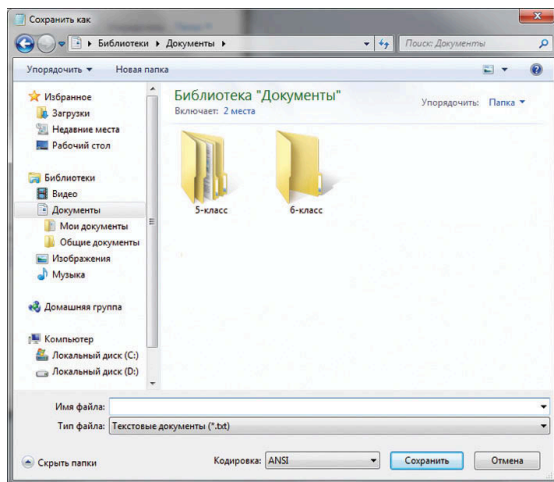 Сохранить как
Библиотеки ▸ Документы ▸
Поиск: Документы
Упорядочить ▾ Новая папка
Избранное
Загрузки
Недавние места
Рабочий стол
Библиотеки
Видео
Документы
Мои документы
Общие документы
Изображения
Музыка
Домашняя группа
Компьютер
Локальный диск (C:)
Локальный диск (D:)
Библиотека "Документы"
Включает: 2 места
Упорядочить: Папка ▾
5-класс 6-класс
Имя файла:
Тип файла: Текстовые документы (*.txt)
Скрыть папки
Кодировка: ANSI
Сохранить
Отмена